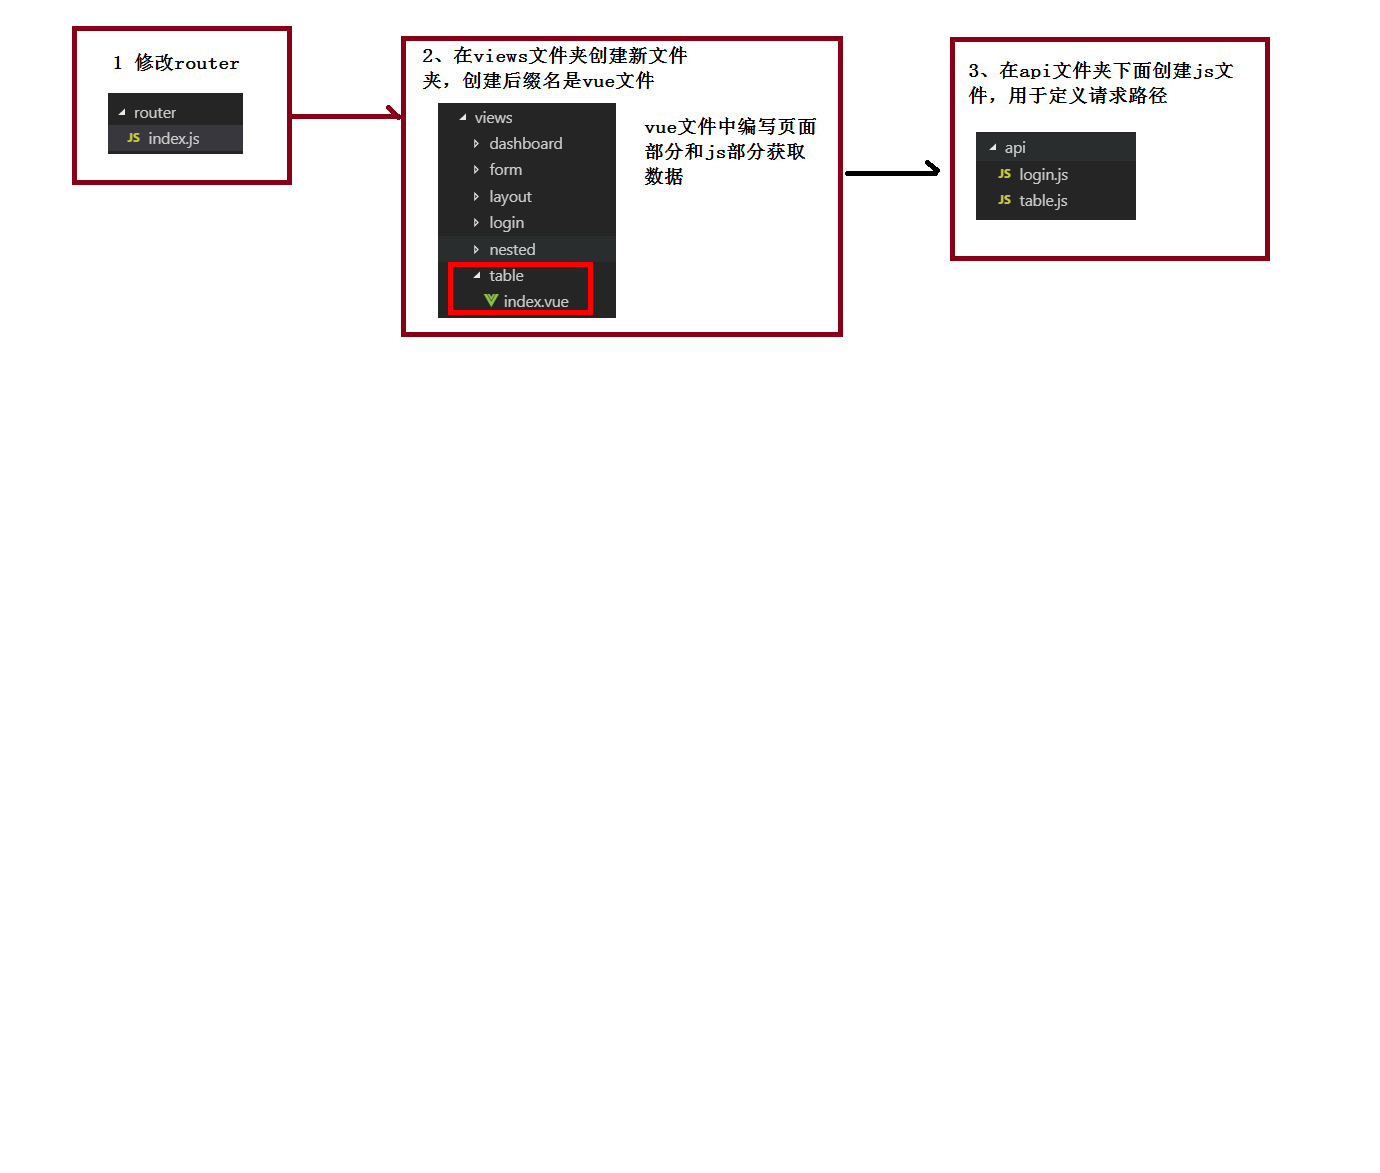 1 修改router
router
JS index.js
2、在views文件夹创建新文件
夹，创建后缀名是vue文件
views
dashboard
form
layout
login
nested
table
index.vue
vue文件中编写页面
部分和js部分获取
数据
3、在api文件夹下面创建js文
件，用于定义请求路径
api
JS login.js
JS table.js